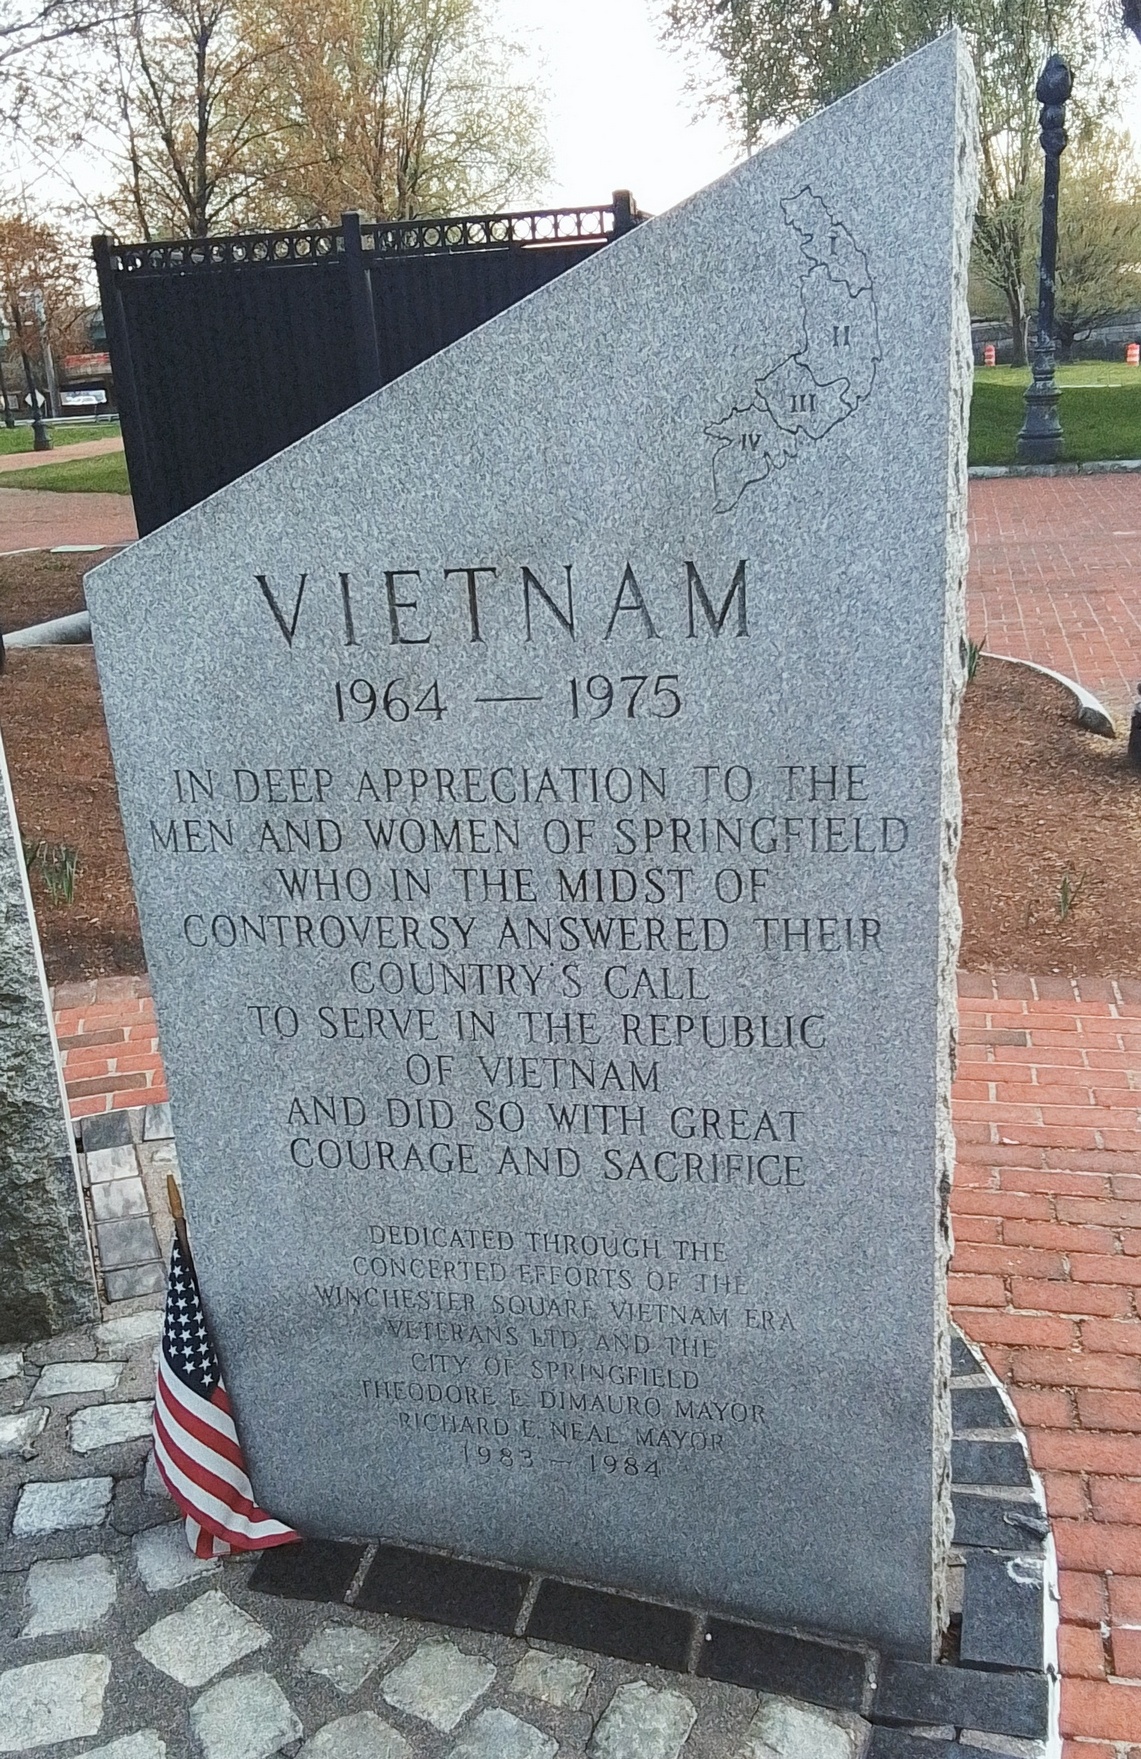 I
II
III
IV
VIETNAM
1964 — 1975
IN DEEP APPRECIATION TO THE
MEN AND WOMEN OF SPRINGFIELD
WHO IN THE MIDST OF
CONTROVERSY ANSWERED THEIR
COUNTRY'S CALL
TO SERVE IN THE REPUBLIC
OF VIETNAM
AND DID SO WITH GREAT
COURAGE AND SACRIFICE
DEDICATED THROUGH THE
CONCERTED EFFORTS OF THE
WINCHESTER SQUARE VIETNAM ERA
VETERANS LTD, AND THE
CITY OF SPRINGFIELD
THEODORE E. DIMAURO MAYOR
RICHARD E. NEAL MAYOR
1983 — 1984